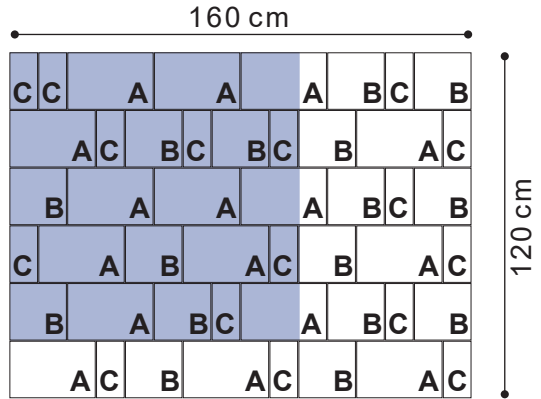 160 cm
C C A A A B C B
A C B C B C B A C
B A A A B C B
C A B A C B A C
B A B C A B C B
A C B A C B A C
120 cm